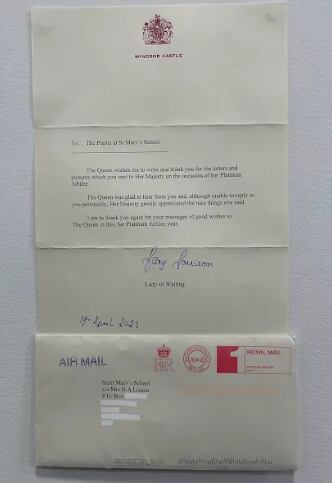 WINDSOR CASTLE
To: The Pupils at St Mary's School
The Queen wishes me to write and thank you for the letters and
pictures which you sent to Her Majesty on the occasion of her Platinum
Jubilee.
The Queen was glad to hear from you and, although unable to reply to
you personally, Her Majesty greatly appreciated the nice things you said.
I am to thank you again for your messages of good wishes to
The Queen in this, her Platinum Jubilee year.
Lady-in-Waiting
April 2022
AIR MAIL
E R
1
ROYAL MAIL
Saint Mary's School
c/o Mrs H A
P.O. Box